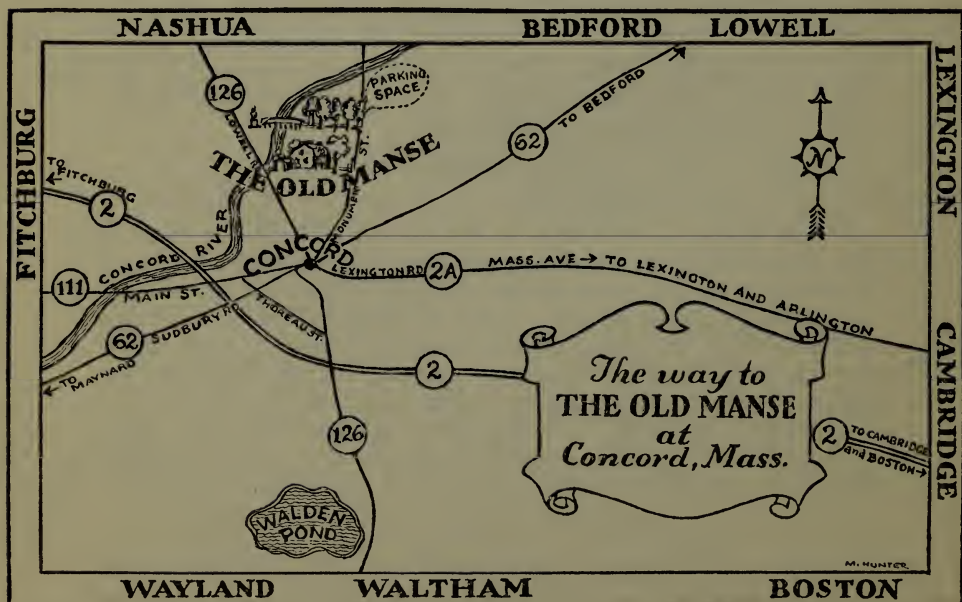 NASHUA BEDFORD LOWELL
LEXINGTON
CAMBRIDGE
FITCHBURG
126
LOWELL
PARKING
SPACE
62
TO BEDFORD
N
THE OLD MANSE
MONUMENT ST.
TO
FITCHBURG
2
CONCORD RIVER
CONCORD
LEXINGTON RD
2A
MASS. AVE → TO LEXINGTON AND ARLINGTON
111
MAIN ST.
THOREAU ST.
62
SUDBURY RD.
TO
MAYNARD
2
The way to
THE OLD MANSE
at
Concord, Mass.
2
TO CAMBRIDGE
and BOSTON
126
WALDEN
POND
M. HUNTER
WAYLAND WALTHAM BOSTON